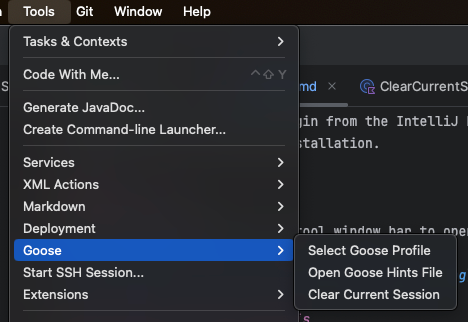 Tools Git Window
Tasks & Contexts
Code With Me... ^⇧Y
md × ClearCurrentS
Generate JavaDoc...
gin from the IntelliJ
Create Command-line Launcher...
stallation.
Services
XML Actions
Markdown
Deployment
ool window bar to ope
Goose
Select Goose Profile
Start SSH Session...
Open Goose Hints File
Extensions
Clear Current Session